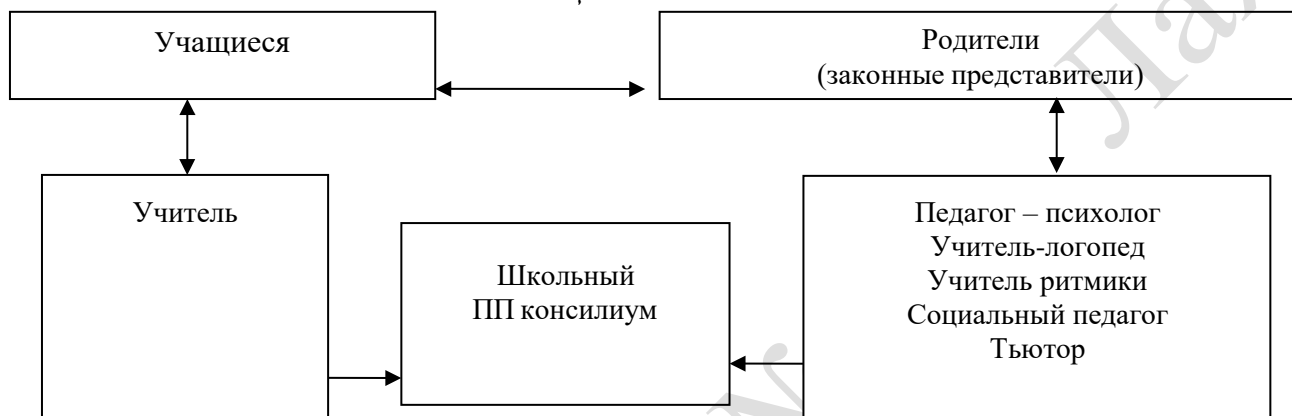 Учащиеся
Родители
(законные представители)
Учитель
Школьный
ПП консилиум
Педагог – психолог
Учитель-логопед
Учитель ритмики
Социальный педагог
Тьютор